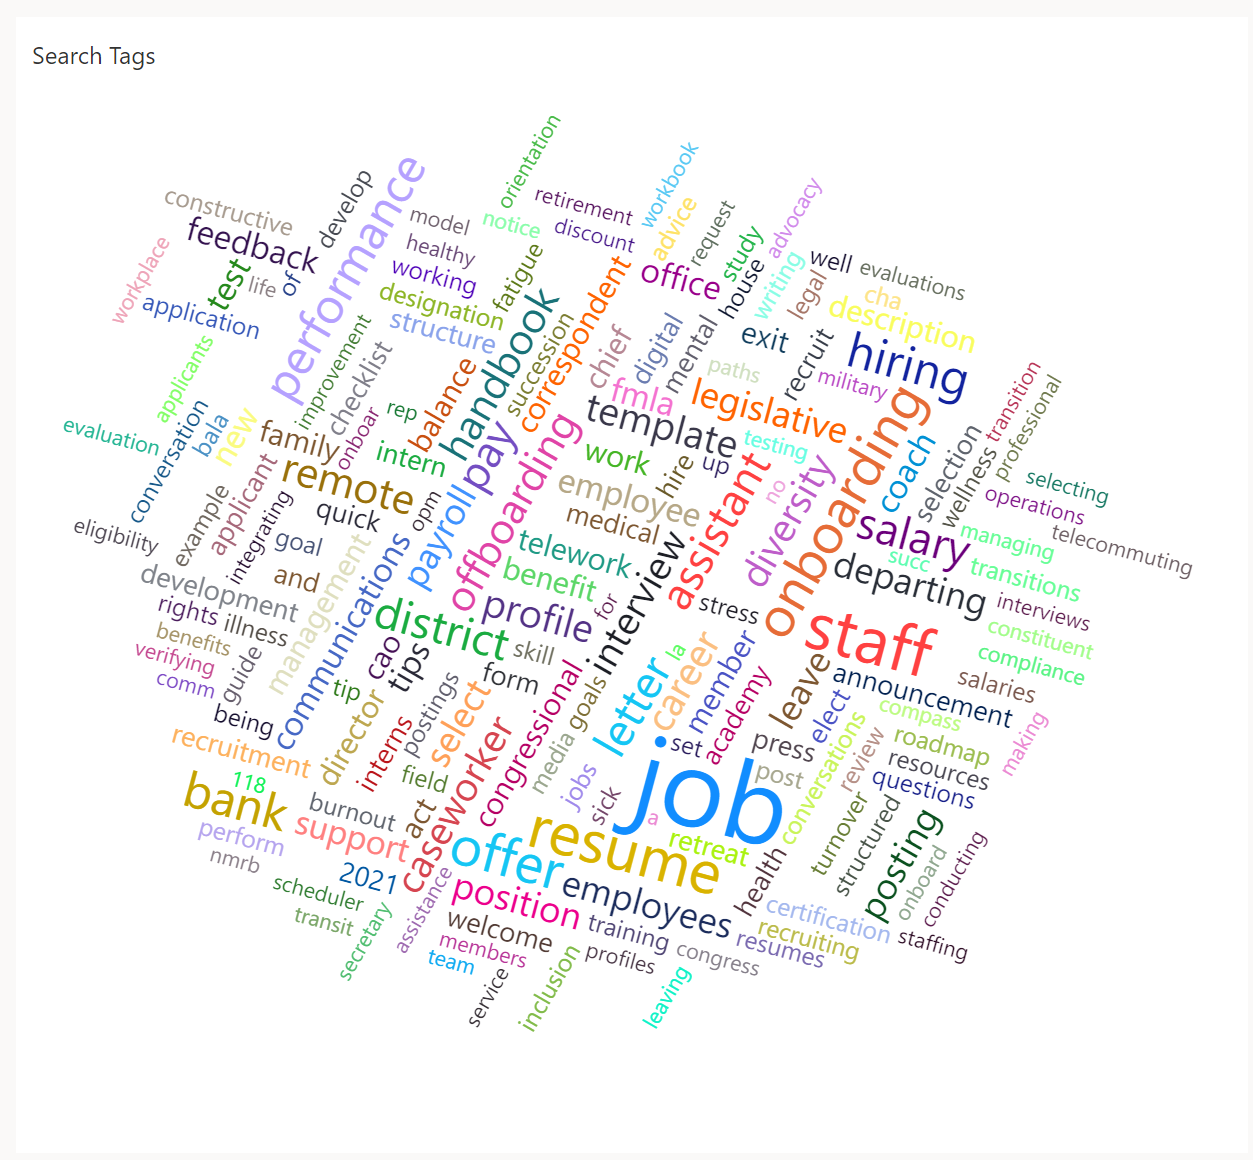 Search Tags
orientation
workbook
retirement
constructive
develop
performance
model
notice
discount
advice
request
advocacy
feedback
healthy
study
well
evaluations
workplace
test
life
of
working
fatigue
correspondent
office
house
writing
legal
cha
application
designation
handbook
description
structure
succession
chief
digital
mental
exit
recruit
hiring
applicants
improvement
checklist
balance
paths
military
transition
fmla
legislative
professional
evaluation
conversation
bala
new
family
onboar
rep
pay
template
testing
onboarding
coach
selection
wellness
intern
offboarding
work
hire
up
remote
applicant
employee
assistant
no
diversity
selecting
operations
eligibility
example
integrating
quick
opm
payroll
medical
salary
managing
telecommuting
goal
telework
succ
transitions
development
and
management
communications
benefit
interview
departing
interviews
rights
illness
district
profile
for
stress
staff
constituent
benefits
verifying
guide
cao
tips
skill
la
career
member
leave
compliance
comm
tip
form
letter
announcement
salaries
being
director
postings
select
congressional
goals
academy
elect
compass
making
recruitment
interns
media
set
press
conversations
review
roadmap
resources
118
field
jobs
job
post
questions
bank
burnout
act
caseworker
sick
a
turnover
structured
posting
perform
support
offer
resume
retreat
health
onboard
conducting
nmrb
2021
scheduler
position
employees
certification
transit
secretary
assistance
welcome
training
recruiting
staffing
members
profiles
congress
resumes
team
service
inclusion
leaving